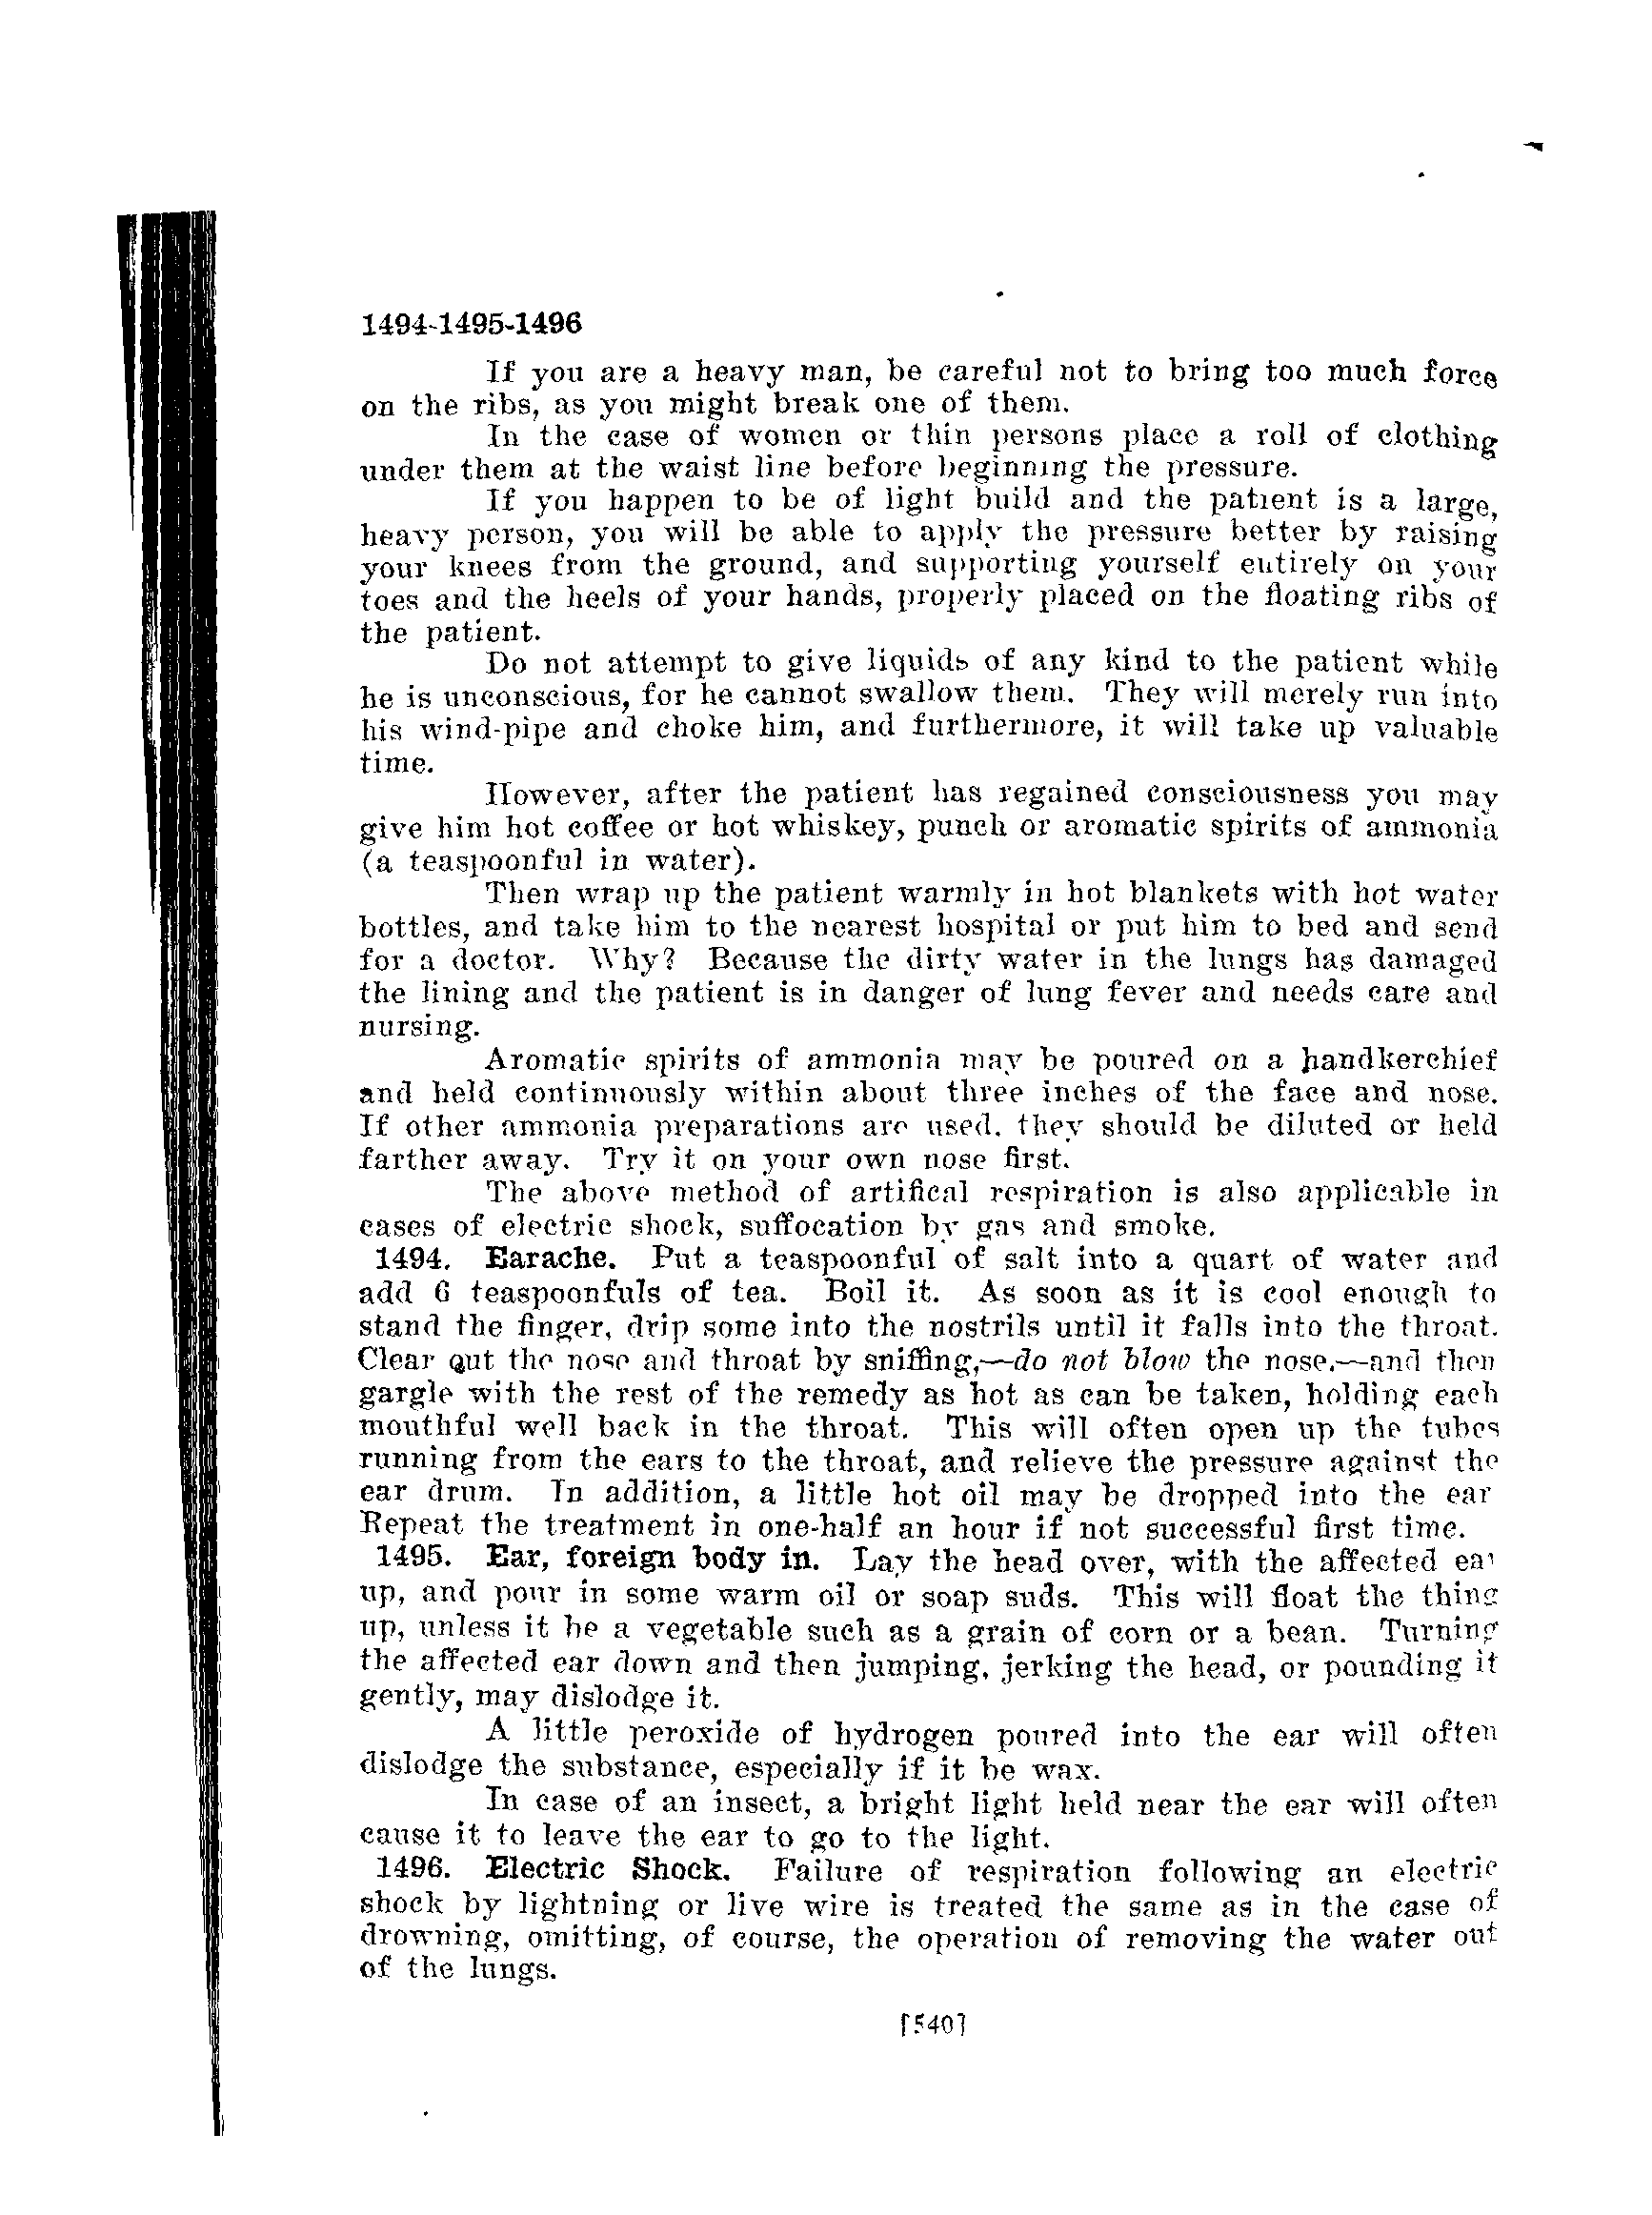 1494-1495-1496
If you are a heavy man, be careful not to bring too much force
on the ribs, as you might break one of them.
In the case of women or thin persons place a roll of clothing
under them at the waist line before beginning the pressure.
If you happen to be of light build and the patient is a large,
heavy person, you will be able to apply the pressure better by raising
your knees from the ground, and supporting yourself entirely on your
toes and the heels of your hands, properly placed on the floating ribs of
the patient.
Do not attempt to give liquids of any kind to the patient while
he is unconscious, for he cannot swallow them. They will merely run into
his wind-pipe and choke him, and furthermore, it will take up valuable
time.
However, after the patient has regained consciousness you may
give him hot coffee or hot whiskey, punch or aromatic spirits of ammonia
(a teaspoonful in water).
Then wrap up the patient warmly in hot blankets with hot water
bottles, and take him to the nearest hospital or put him to bed and send
for a doctor. Why? Because the dirty water in the lungs has damaged
the lining and the patient is in danger of lung fever and needs care and
nursing.
Aromatic spirits of ammonia may be poured on a handkerchief
and held continuously within about three inches of the face and nose.
If other ammonia preparations are used. they should be diluted or held
farther away. Try it on your own nose first.
The above method of artifical respiration is also applicable in
cases of electric shock, suffocation by gas and smoke.
1494. Earache. Put a teaspoonful of salt into a quart of water and
add 6 teaspoonfuls of tea. Boil it. As soon as it is cool enough to
stand the finger, drip some into the nostrils until it falls into the throat.
Clear out the nose and throat by sniffing,—do not blow the nose.—and then
gargle with the rest of the remedy as hot as can be taken, holding each
mouthful well back in the throat. This will often open up the tubes
running from the ears to the throat, and relieve the pressure against the
ear drum. In addition, a little hot oil may be dropped into the ear
Repeat the treatment in one-half an hour if not successful first time.
1495. Ear, foreign body in. Lay the head over, with the affected ear
up, and pour in some warm oil or soap suds. This will float the thing
up, unless it be a vegetable such as a grain of corn or a bean. Turning
the affected ear down and then jumping, jerking the head, or pounding it
gently, may dislodge it.
A little peroxide of hydrogen poured into the ear will often
dislodge the substance, especially if it be wax.
In case of an insect, a bright light held near the ear will often
cause it to leave the ear to go to the light.
1496. Electric Shock. Failure of respiration following an electric
shock by lightning or live wire is treated the same as in the case of
drowning, omitting, of course, the operation of removing the water out
of the lungs.
[540]